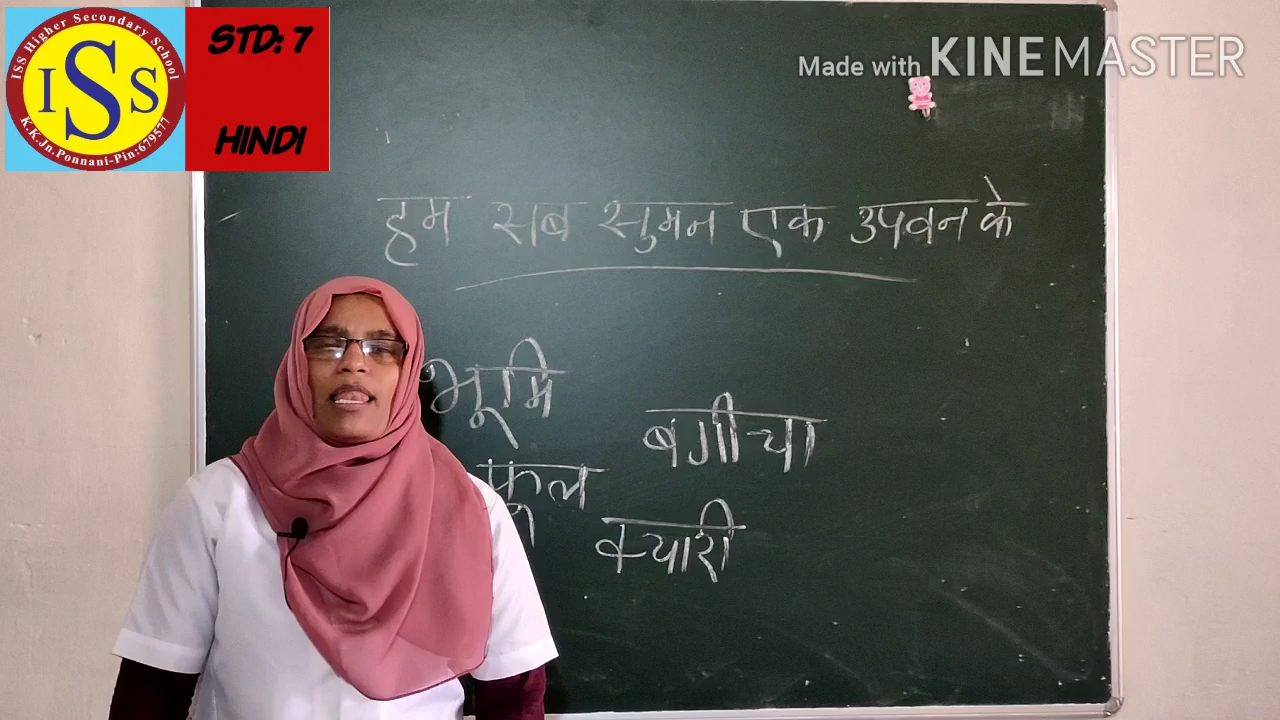 ISS Higher Secondary School
ISS
K.K.Jn.Ponnani-Pin:679577
STD: 7
HINDI
Made with KINEMASTER
हम सब सुमन एक उपवन के
भूमि
बगीचा
फूल
क्यारी